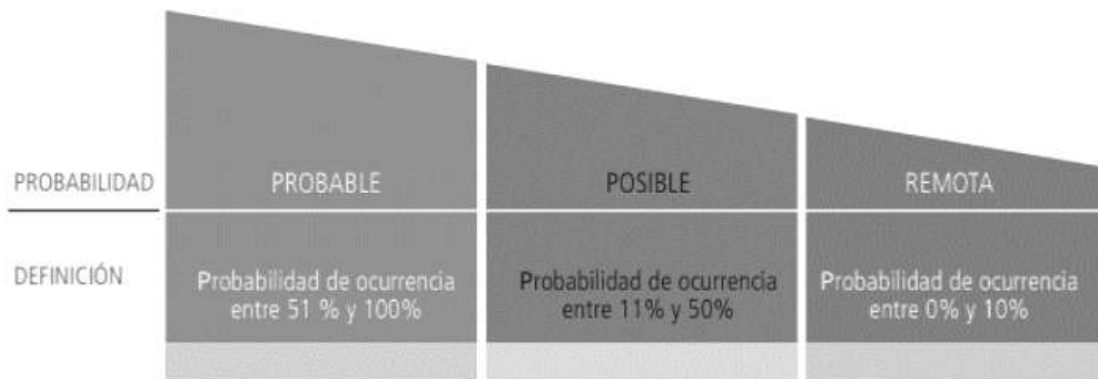 PROBABILIDAD PROBABLE POSIBLE REMOTA
DEFINICIÓN
Probabilidad de ocurrencia
entre 51 % y 100%
Probabilidad de ocurrencia
entre 11% y 50%
Probabilidad de ocurrencia
entre 0% y 10%